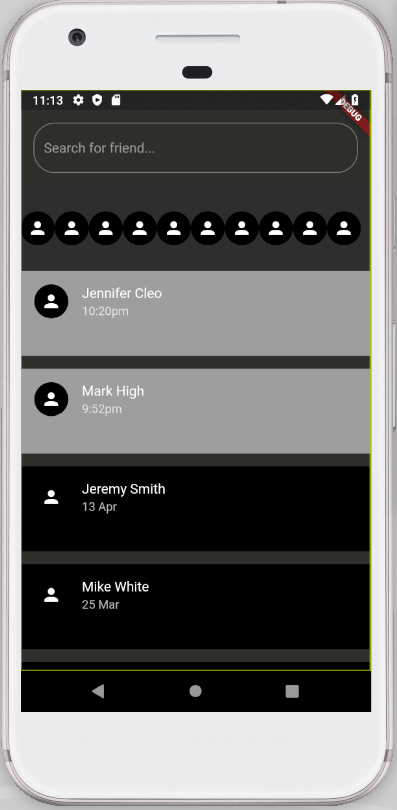 11:13
DEBUG
Search for friend...
Jennifer Cleo
10:20pm
Mark High
9:52pm
Jeremy Smith
13 Apr
Mike White
25 Mar